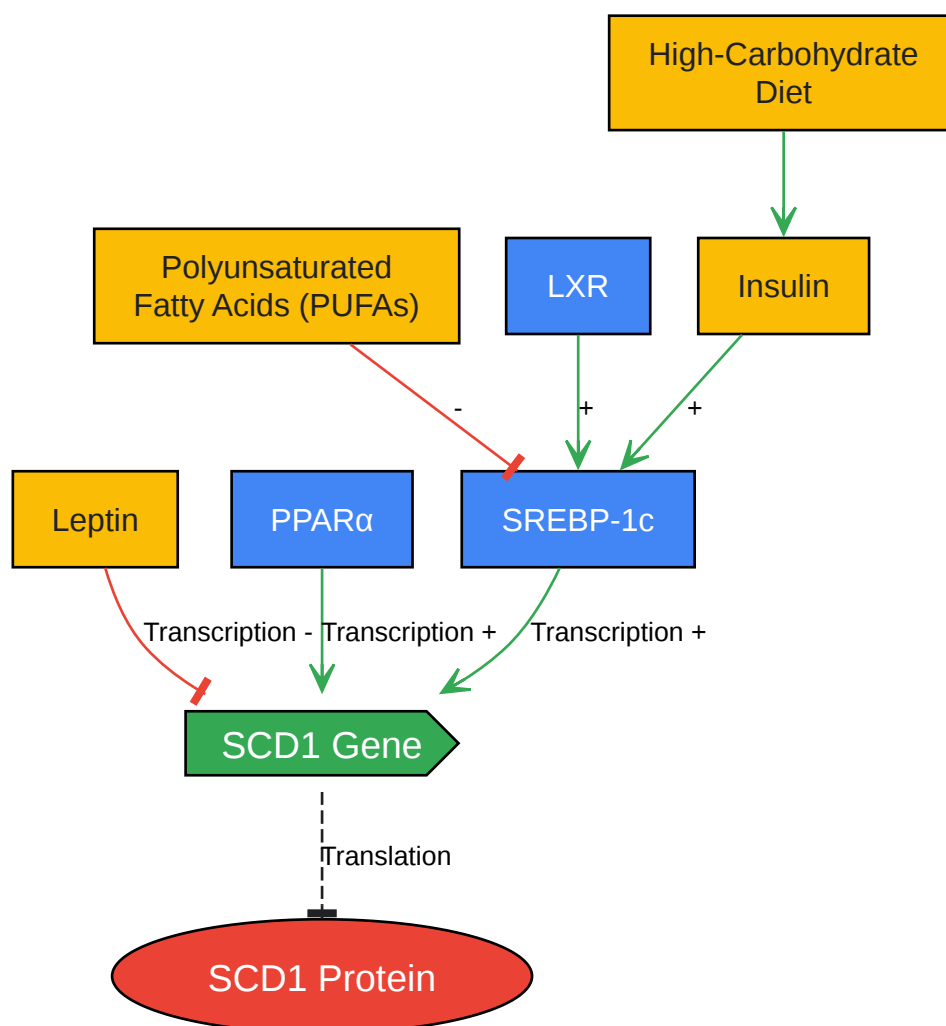 High-Carbohydrate
Diet
Polyunsaturated
Fatty Acids (PUFAs)
LXR
Insulin
-
+
+
Leptin
PPARα
SREBP-1c
Transcription -
Transcription +
Transcription +
SCD1 Gene
Translation
SCD1 Protein